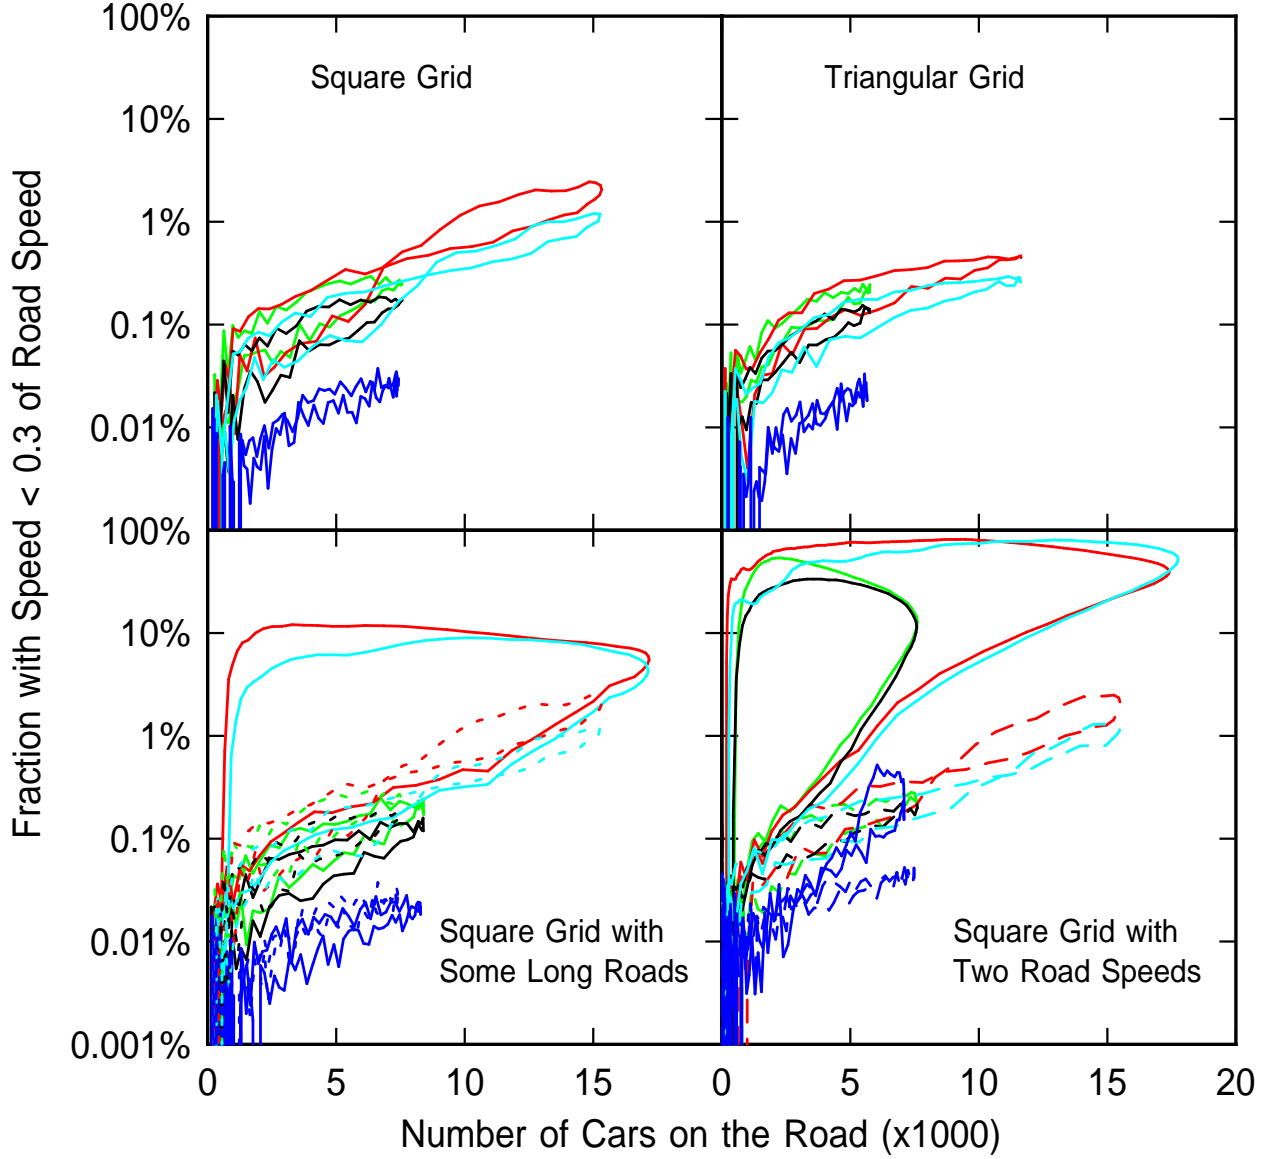 100%
Square Grid
Triangular Grid
10%
1%
0.1%
0.01%
100%
10%
1%
0.1%
0.01%
0.001%
Square Grid with
Some Long Roads
Square Grid with
Two Road Speeds
0 5 10 15 0 5 10 15 20
Number of Cars on the Road (x1000)
Fraction with Speed < 0.3 of Road Speed